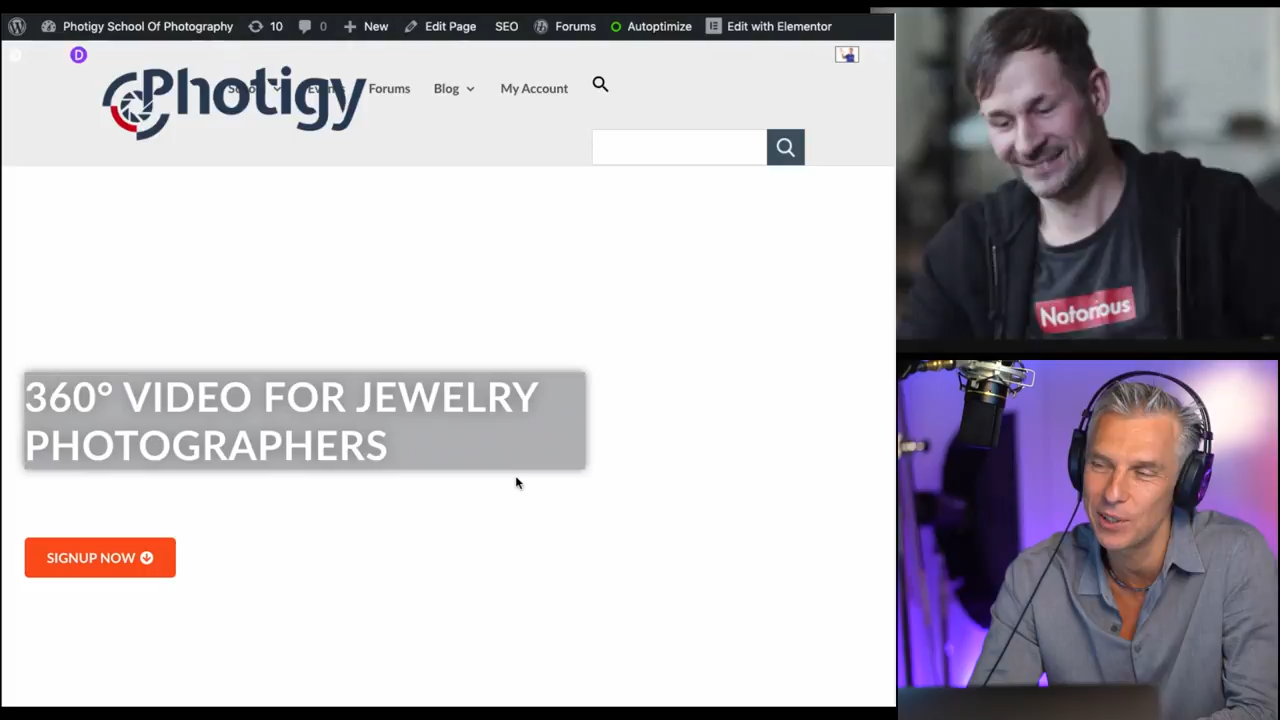 Photigy School Of Photography 10 0 New Edit Page SEO Forums Autoptimize Edit with Elementor
D
Photigy Forums Blog My Account
360° VIDEO FOR JEWELRY
PHOTOGRAPHERS
SIGNUP NOW
Notorious